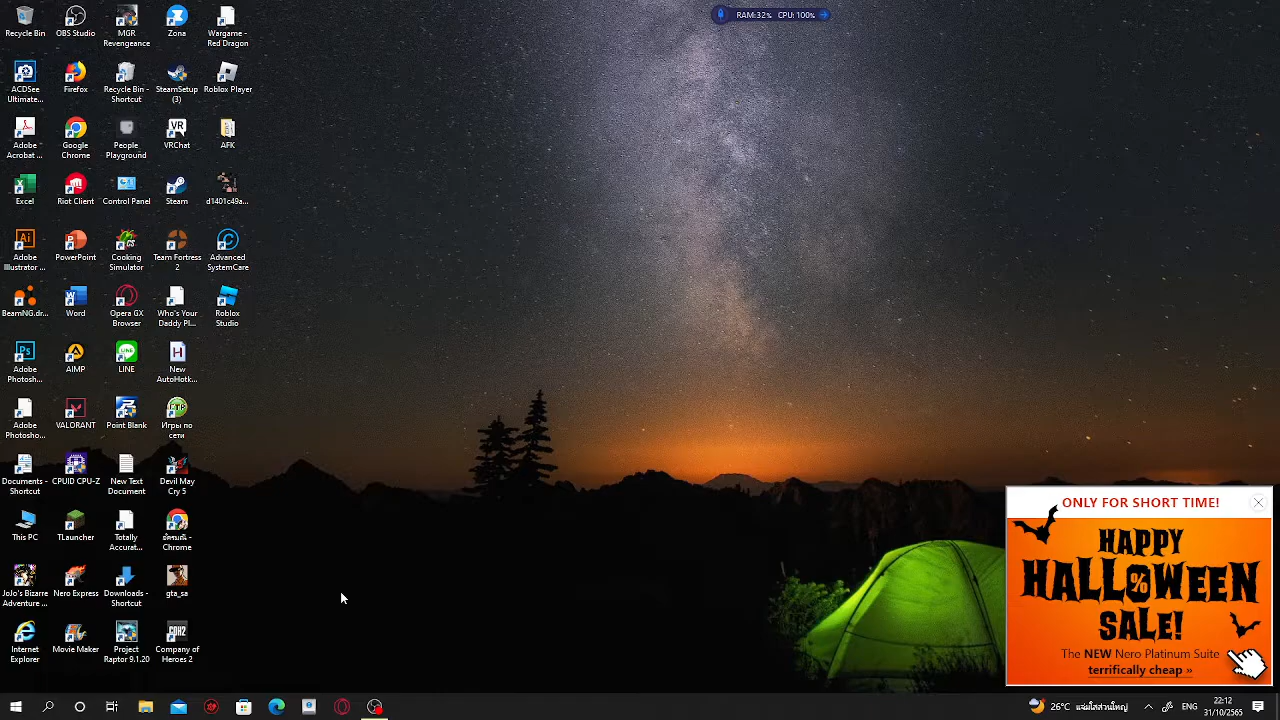 RAM:32% CPU:100%
Recycle Bin
OBS Studio
MGR
Revengeance
Zona
Wargame -
Red Dragon
ACDSee
Ultimate...
Firefox
Recycle Bin -
Shortcut
SteamSetup
(3)
Roblox Player
Adobe
Acrobat ...
Google
Chrome
People
Playground
VR
VRChat
AFK
Excel
Riot Client
Control Panel
Steam
d1401c49a...
Adobe
Illustrator ...
PowerPoint
Cooking
Simulator
Team Fortress
2
Advanced
SystemCare
BeamNG.dr...
Word
Opera GX
Browser
Who's Your
Daddy Pl...
Roblox
Studio
Adobe
Photosho...
AIMP
LINE
New
AutoHotk...
Adobe
Photosho...
VALORANT
Point Blank
Игры по
сети
Documents -
Shortcut
CPUID CPU-Z
New Text
Document
Devil May
Cry 5
This PC
TLauncher
Totally
Accurat...
Chrome
JoJo's Bizarre
Adventure ...
Nero Express
Downloads -
Shortcut
gta_sa
Internet
Explorer
Movie Maker
Project
Raptor 9.1.20
COH2
Company of
Heroes 2
ONLY FOR SHORT TIME!
HAPPY
HALLOWEEN
%
SALE!
The NEW Nero Platinum Suite
terrifically cheap »
26°C
ENG
22:12
31/10/2565